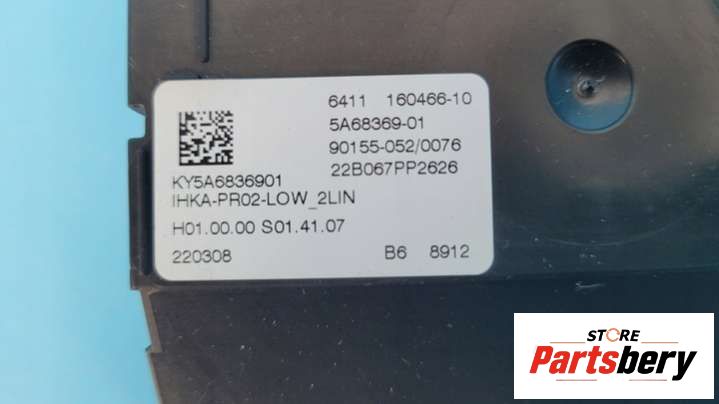 6411 160466-10
5A68369-01
90155-052/0076
22B067PP2626
KY5A6836901
IHKA-PR02-LOW_2LIN
H01.00.00 S01.41.07
220308 B6 8912
STORE
Partsbery